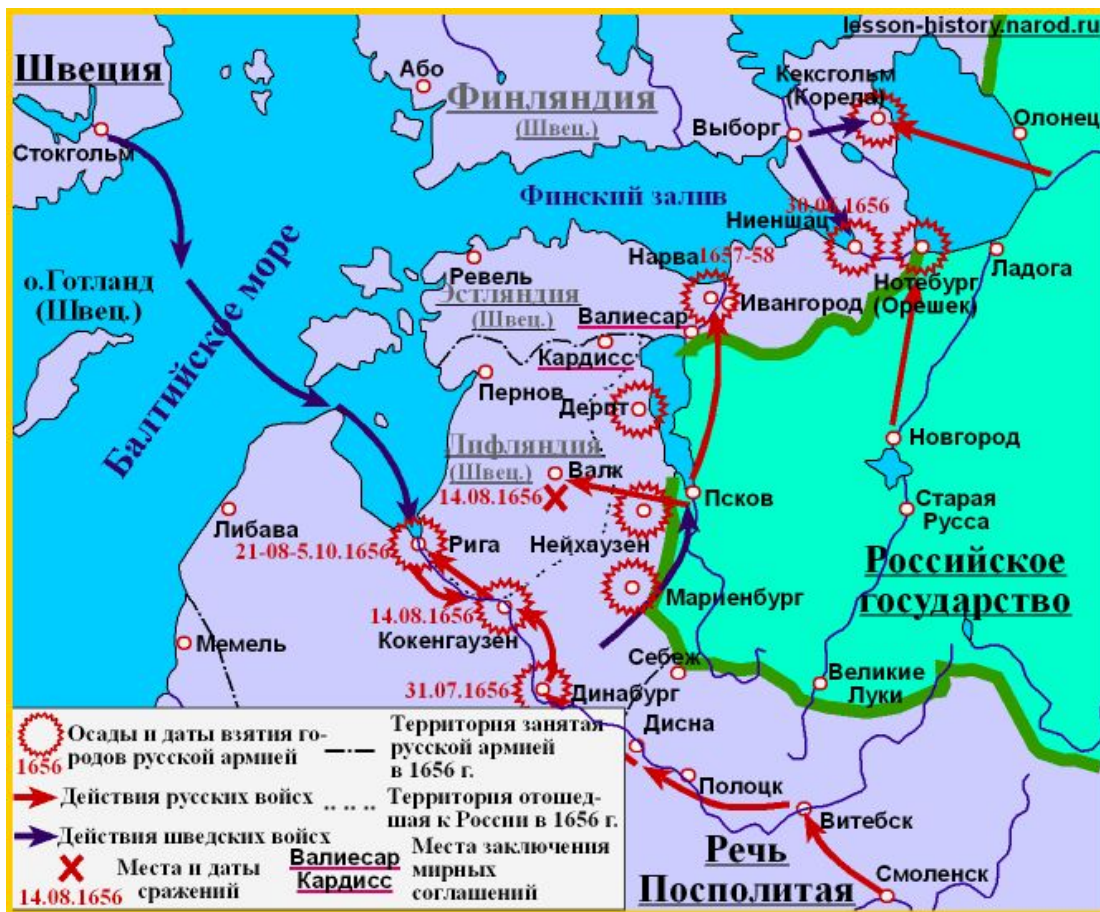 lesson-history.narod.ru
Швеция
Або
Финляндия
(Швец.)
Кексгольм
(Корела)
Олонец
Выборг
Стокгольм
Финский залив
30.06.1656
Ниеншац
Нарва
1657-58
Ладога
Ревель
о.Готланд
(Швец.)
Ивангород
Нотебург
(Орешек)
Эстляндия
(Швец.)
Валиесар
Кардисс
Балтийское море
Пернов
Дерпт
Новгород
Лифляндия
(Швец.)
Валк
14.08.1656
Псков
Старая
Русса
Либава
Рига
21-08-5.10.1656
Нейхаузен
Российское
государство
14.08.1656
Мариенбург
Кокенгаузен
Мемель
Себеж
31.07.1656
Динабург
Великие
Луки
Дисна
Полоцк
Витебск
Речь
Посполитая
Смоленск
Осады и даты взятия го-
родов русской армией
1656
Действия русских войсх
Действия шведских войсх
Места и даты
сражений
14.08.1656
Территория занятая
русской армией
в 1656 г.
Территория отошед-
шая к России в 1656 г.
Валиесар
Кардисс
Места заключения
мирных
соглашений